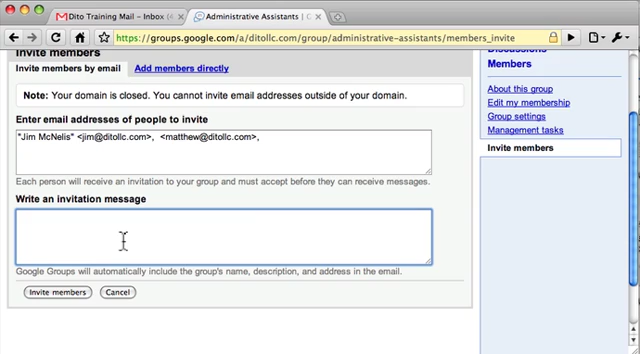 Dito Training Mail – Inbox (4
Administrative Assistants |
https://groups.google.com/a/ditollc.com/group/administrative-assistants/members_invite
Invite members
Invite members by email
Add members directly
Note: Your domain is closed. You cannot invite email addresses outside of your domain.
Enter email addresses of people to invite
"Jim McNelis" <jim@ditollc.com>, <matthew@ditollc.com>,
Each person will receive an invitation to your group and must accept before they can receive messages.
Write an invitation message
Google Groups will automatically include the group's name, description, and address in the email.
Invite members
Cancel
Discussions
Members
About this group
Edit my membership
Group settings
Management tasks
Invite members